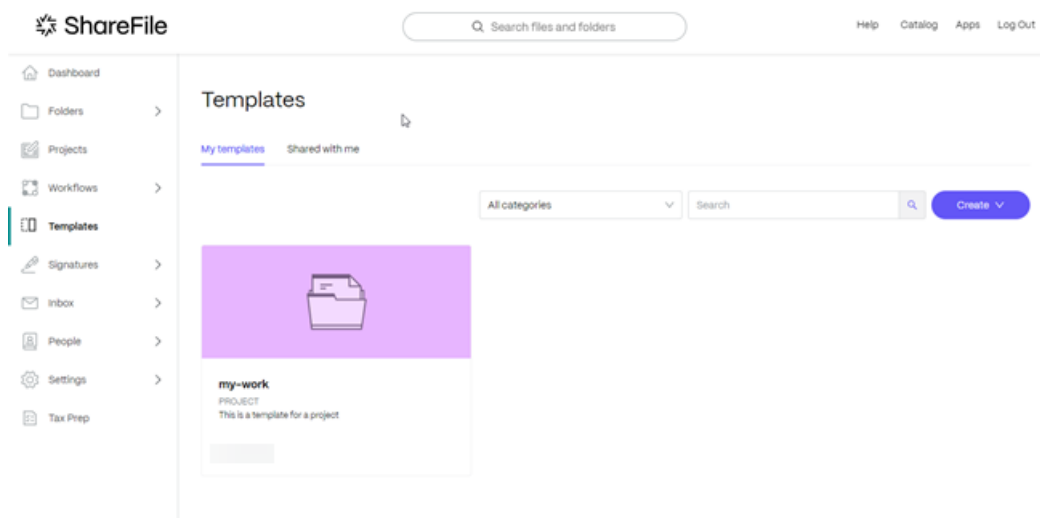 ShareFile
Search files and folders
Help Catalog Apps Log Out
Dashboard
Folders
Projects
Workflows
Templates
Signatures
Inbox
People
Settings
Tax Prep
Templates
My templates Shared with me
All categories Search Create
my-work
PROJECT
This is a template for a project